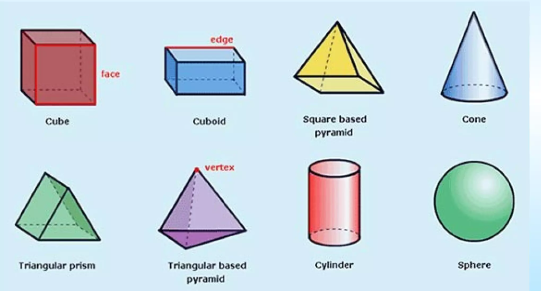 edge
face
Cube
Cuboid
Square based
pyramid
Cone
vertex
Triangular prism
Triangular based
pyramid
Cylinder
Sphere